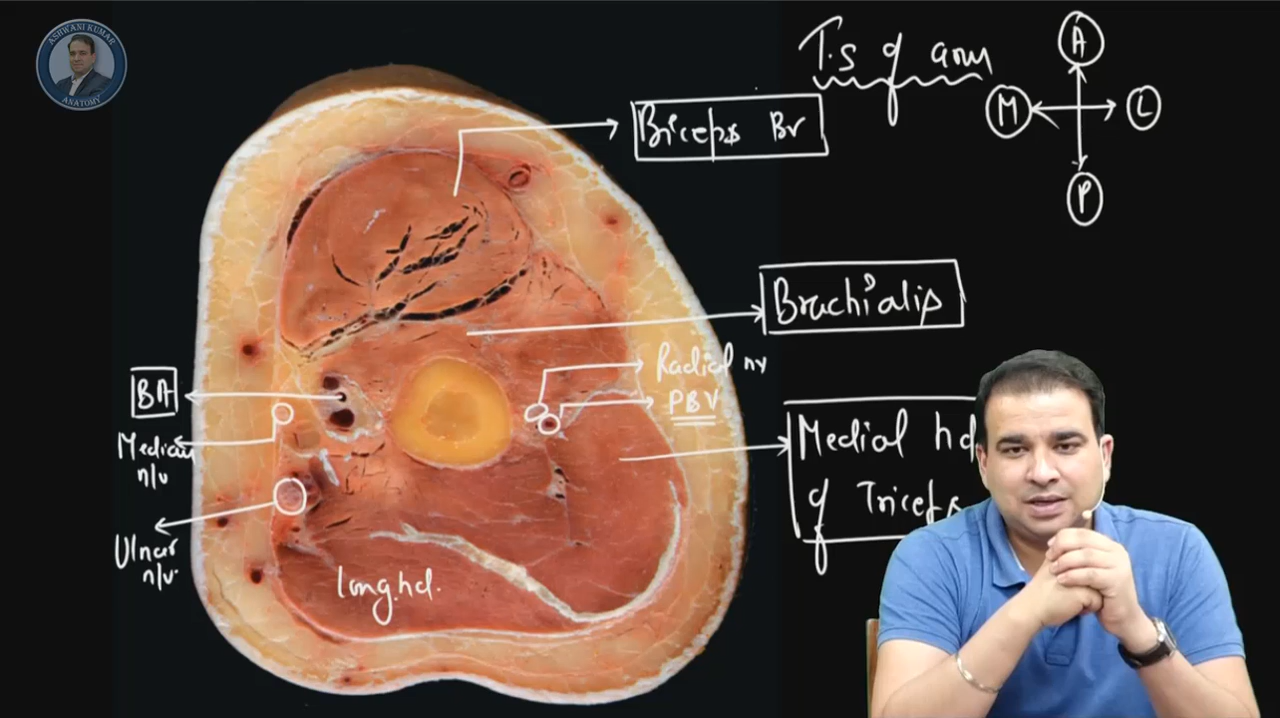 ASHWANI KUMAR
ANATOMY
T.S of arm
A
M
L
P
Biceps Br
Brachialis
BA
Radial nv
PBV
Median
n/v
Medial hd
of Triceps
Ulnar
n/v
long.hd.